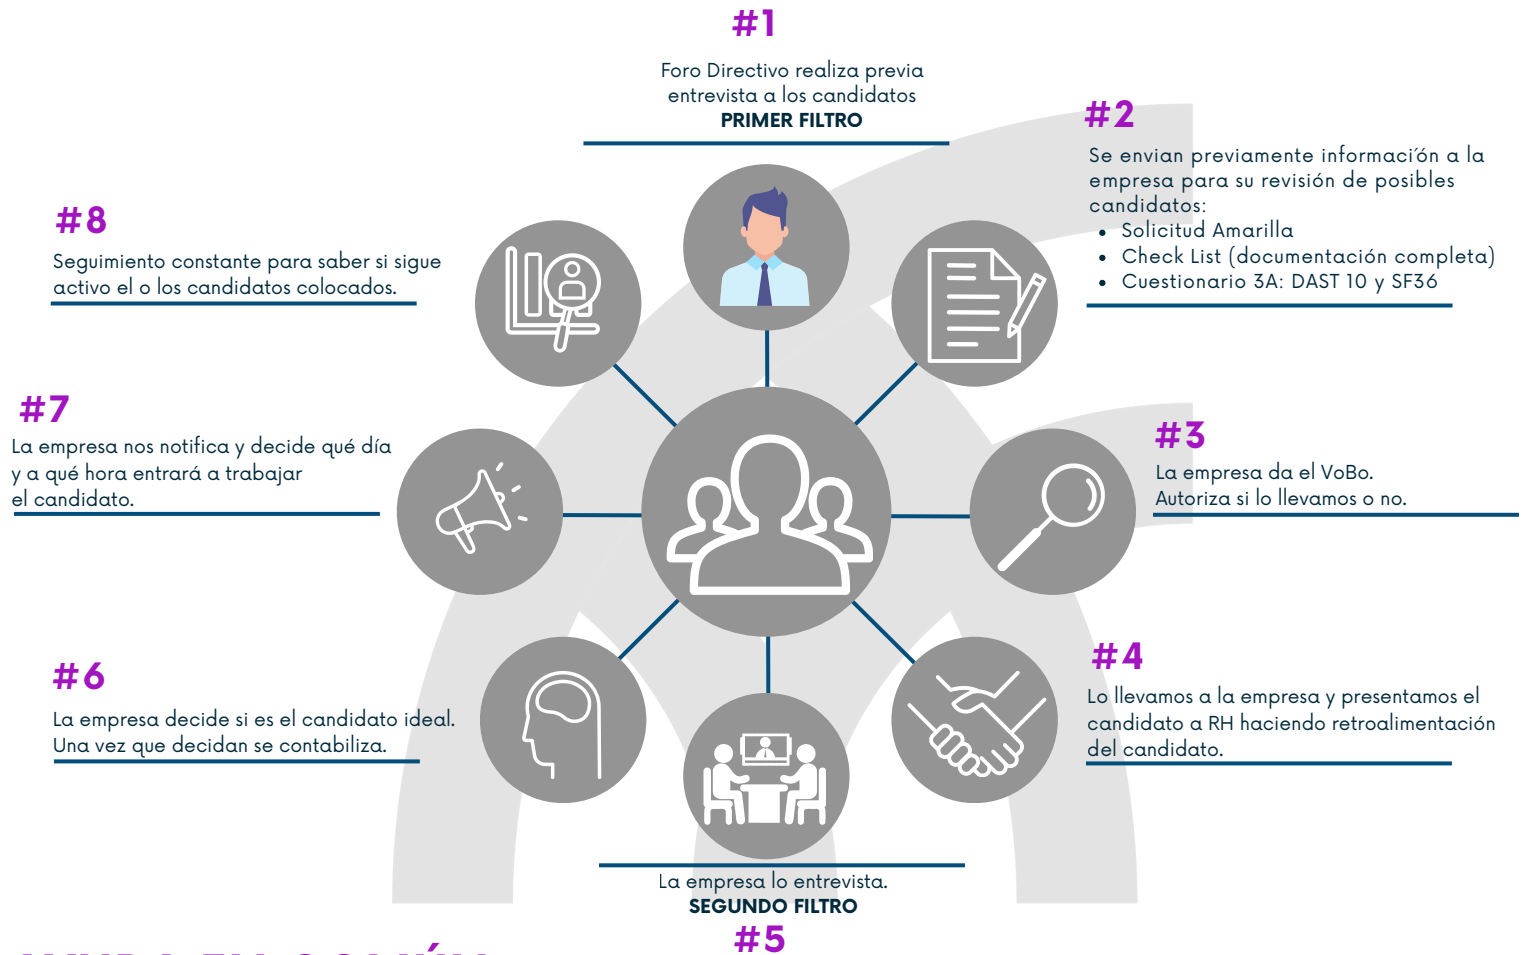 #1
Foro Directivo realiza previa
entrevista a los candidatos
PRIMER FILTRO
#2
Se envian previamente informació́n a la
empresa para su revisión de posibles
candidatos:
• Solicitud Amarilla
• Check List (documentación completa)
• Cuestionario 3A: DAST 10 y SF36
#3
La empresa da el VoBo.
Autoriza si lo llevamos o no.
#4
Lo llevamos a la empresa y presentamos el
candidato a RH haciendo retroalimentación
del candidato.
La empresa lo entrevista.
SEGUNDO FILTRO
#5
#6
La empresa decide si es el candidato ideal.
Una vez que decidan se contabiliza.
#7
La empresa nos notifica y decide qué día
y a qué hora entrará a trabajar
el candidato.
#8
Seguimiento constante para saber si sigue
activo el o los candidatos colocados.
EN COMÚN